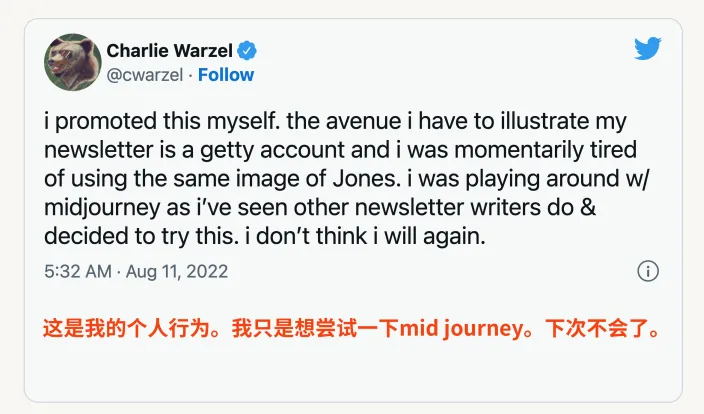 Charlie Warzel
@cwarzel · Follow
i promoted this myself. the avenue i have to illustrate my
newsletter is a getty account and i was momentarily tired
of using the same image of Jones. i was playing around w/
midjourney as i've seen other newsletter writers do &
decided to try this. i don't think i will again.
5:32 AM · Aug 11, 2022
这是我的个人行为。我只是想尝试一下mid journey。下次不会了。